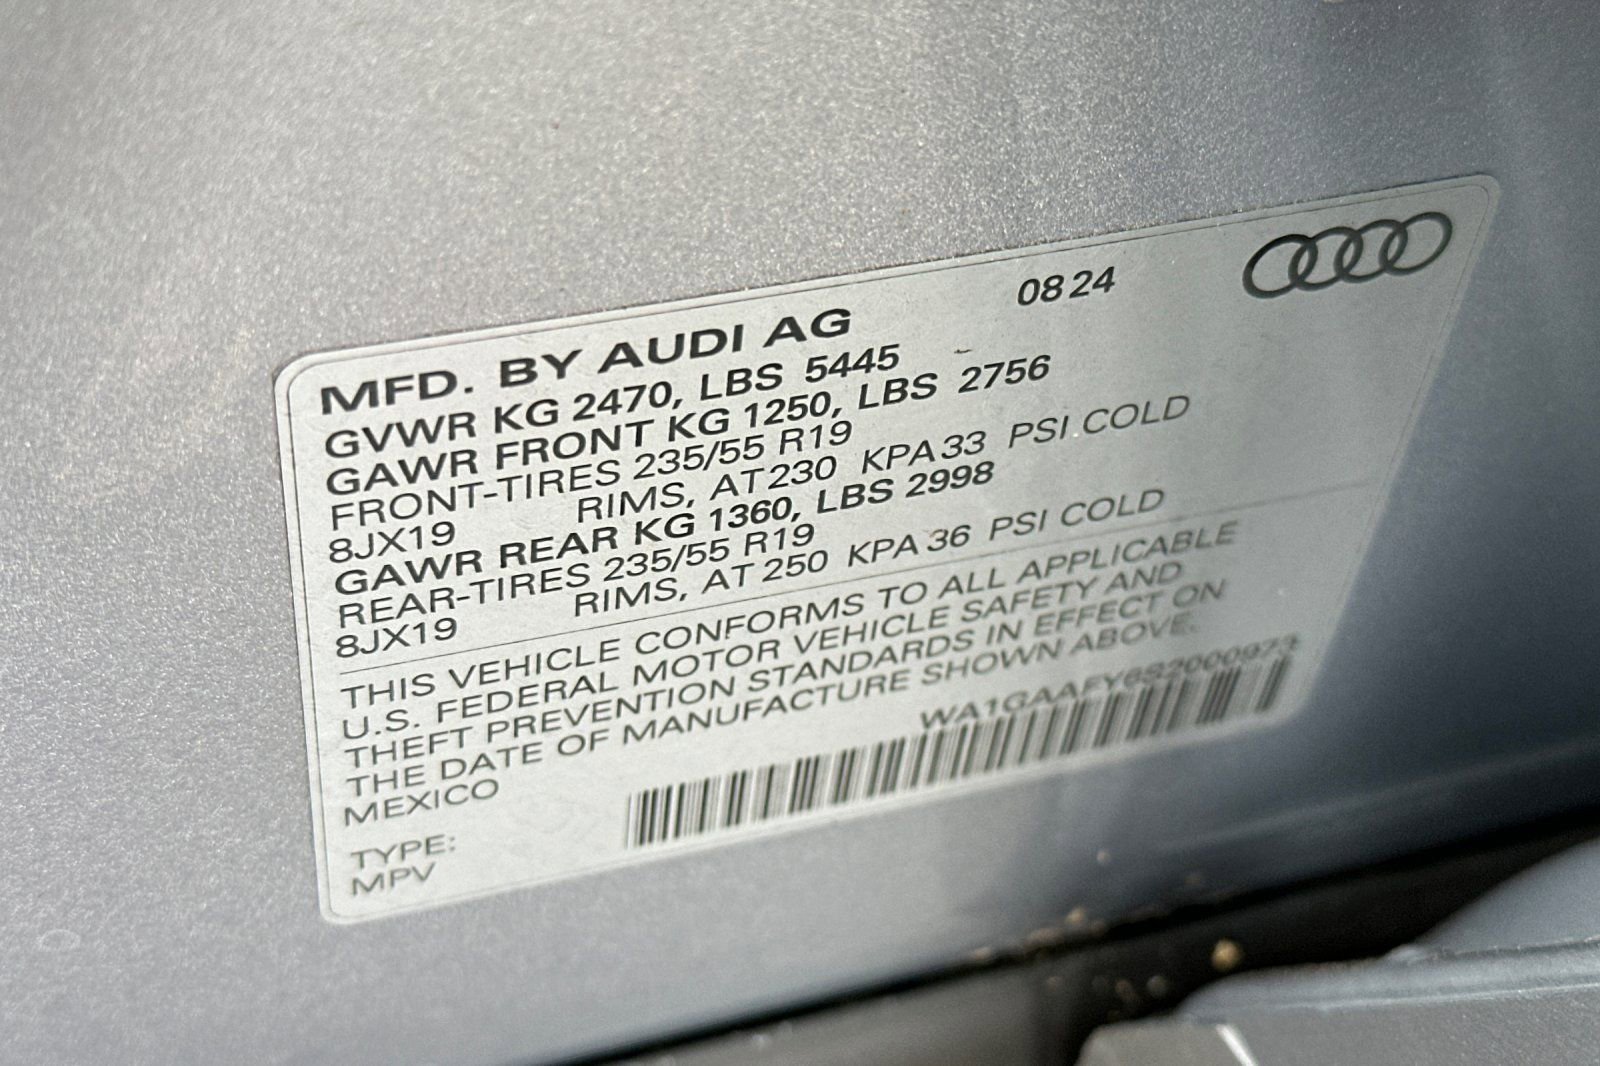 MFD. BY AUDI AG 0824
GVWR KG 2470, LBS 5445
GAWR FRONT KG 1250, LBS 2756
FRONT-TIRES 235/55 R19
8JX19 RIMS, AT 230 KPA 33 PSI COLD
GAWR REAR KG 1360, LBS 2998
REAR-TIRES 235/55 R19
8JX19 RIMS, AT 250 KPA 36 PSI COLD
THIS VEHICLE CONFORMS TO ALL APPLICABLE
U.S. FEDERAL MOTOR VEHICLE SAFETY AND
THEFT PREVENTION STANDARDS IN EFFECT ON
THE DATE OF MANUFACTURE SHOWN ABOVE.
MEXICO WA1GAAFY6S2000973
TYPE:
MPV